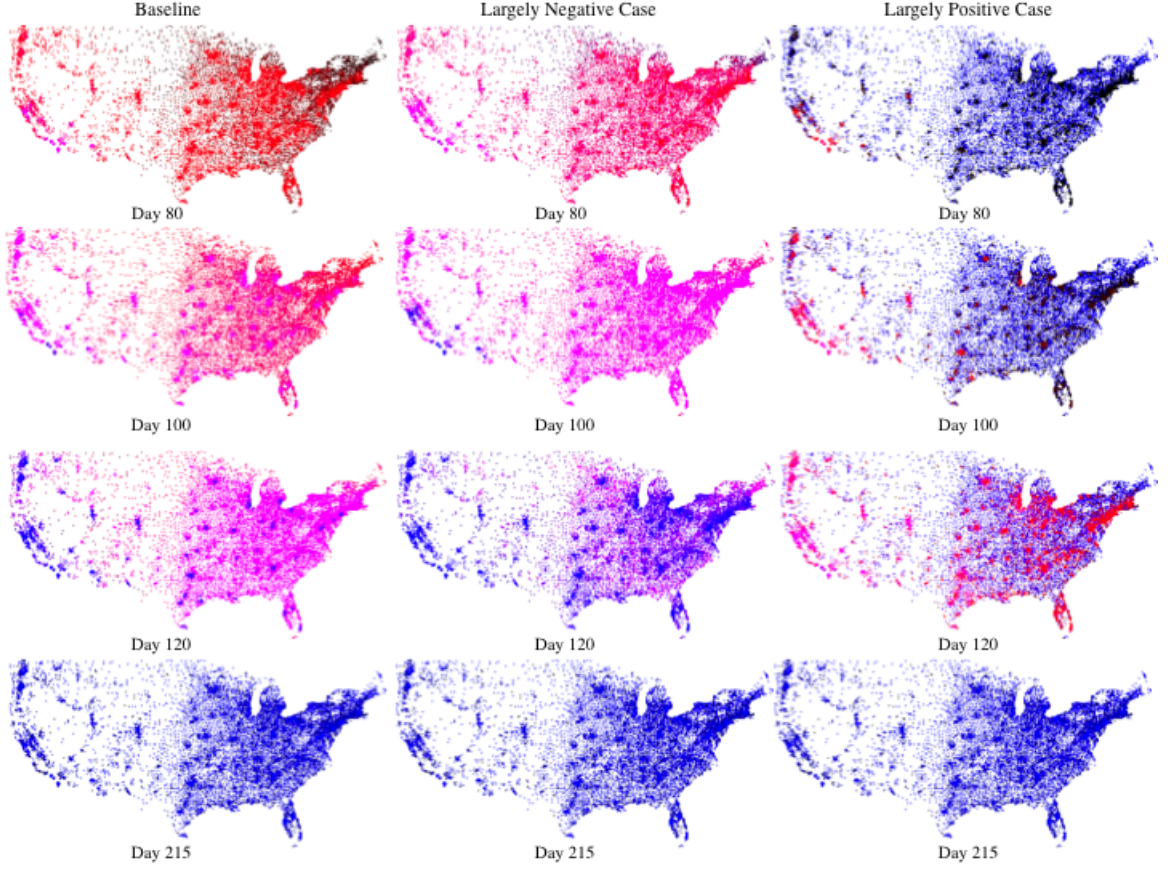 Baseline Largely Negative Case Largely Positive Case
Day 80 Day 80 Day 80
Day 100 Day 100 Day 100
Day 120 Day 120 Day 120
Day 215 Day 215 Day 215